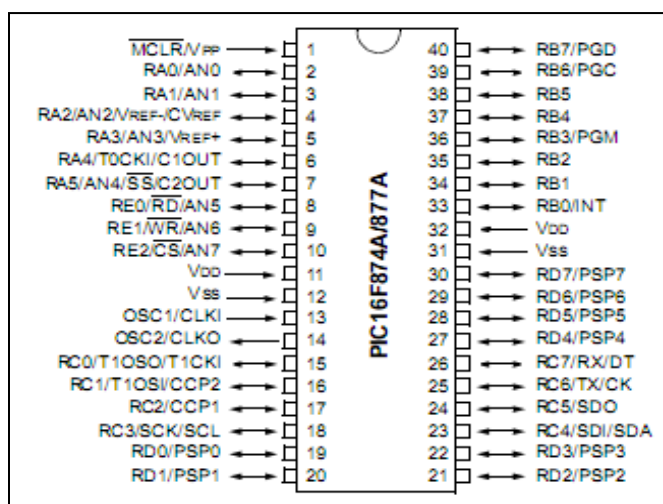 MCLR/VPP 1 40 RB7/PGD
RA0/AN0 2 39 RB6/PGC
RA1/AN1 3 38 RB5
RA2/AN2/VREF-/CVREF 4 37 RB4
RA3/AN3/VREF+ 5 36 RB3/PGM
RA4/T0CKI/C1OUT 6 35 RB2
RA5/AN4/SS/C2OUT 7 34 RB1
RE0/RD/AN5 8 33 RB0/INT
RE1/WR/AN6 9 32 VDD
RE2/CS/AN7 10 31 VSS
VDD 11 30 RD7/PSP7
VSS 12 29 RD6/PSP6
OSC1/CLKI 13 28 RD5/PSP5
OSC2/CLKO 14 27 RD4/PSP4
RC0/T1OSO/T1CKI 15 26 RC7/RX/DT
RC1/T1OSI/CCP2 16 25 RC6/TX/CK
RC2/CCP1 17 24 RC5/SDO
RC3/SCK/SCL 18 23 RC4/SDI/SDA
RD0/PSP0 19 22 RD3/PSP3
RD1/PSP1 20 21 RD2/PSP2
PIC16F874A/877A